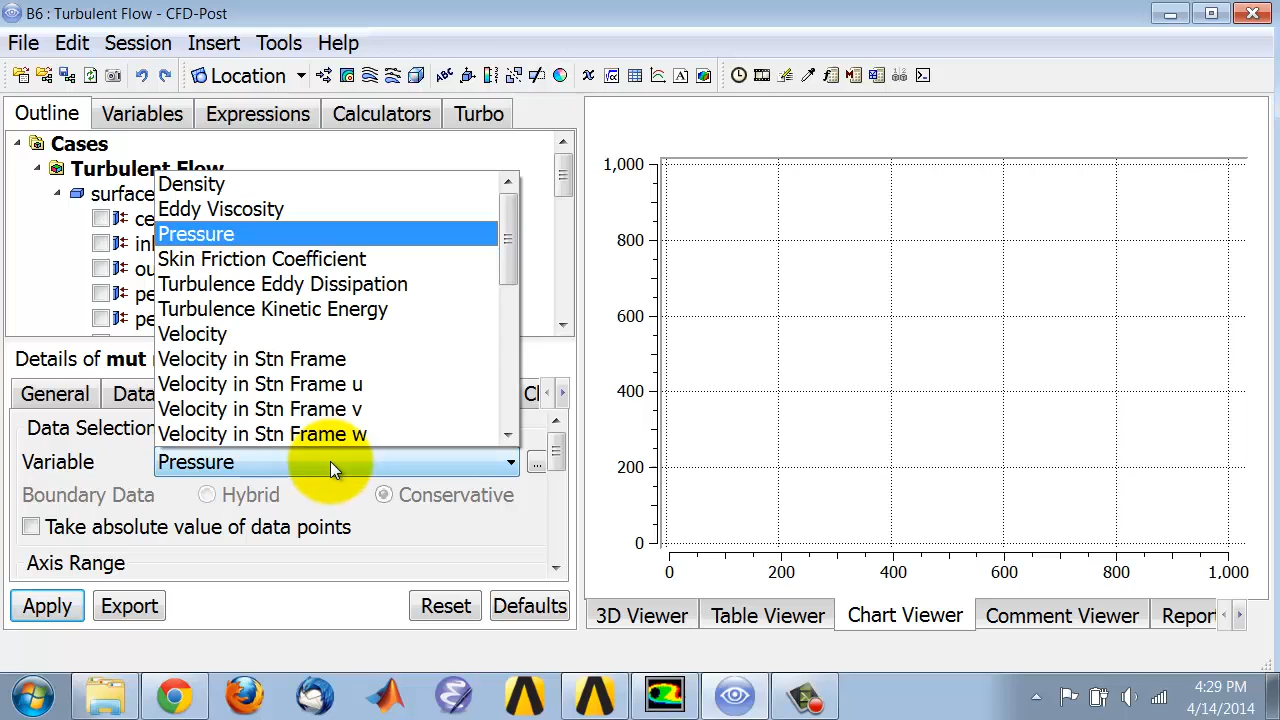 B6 : Turbulent Flow - CFD-Post
File Edit Session Insert Tools Help
Location
Outline Variables Expressions Calculators Turbo
Cases
Turbulent Flow
surface
Density
Eddy Viscosity
Pressure
Skin Friction Coefficient
Turbulence Eddy Dissipation
Turbulence Kinetic Energy
Velocity
Velocity in Stn Frame
Velocity in Stn Frame u
Velocity in Stn Frame v
Velocity in Stn Frame w
Details of mut
General Data
Data Selection
Variable Pressure ...
Boundary Data Hybrid Conservative
Take absolute value of data points
Axis Range
Apply Export Reset Defaults
1,000
800
600
400
200
0
0 200 400 600 800 1,000
3D Viewer Table Viewer Chart Viewer Comment Viewer Report
4:29 PM
4/14/2014